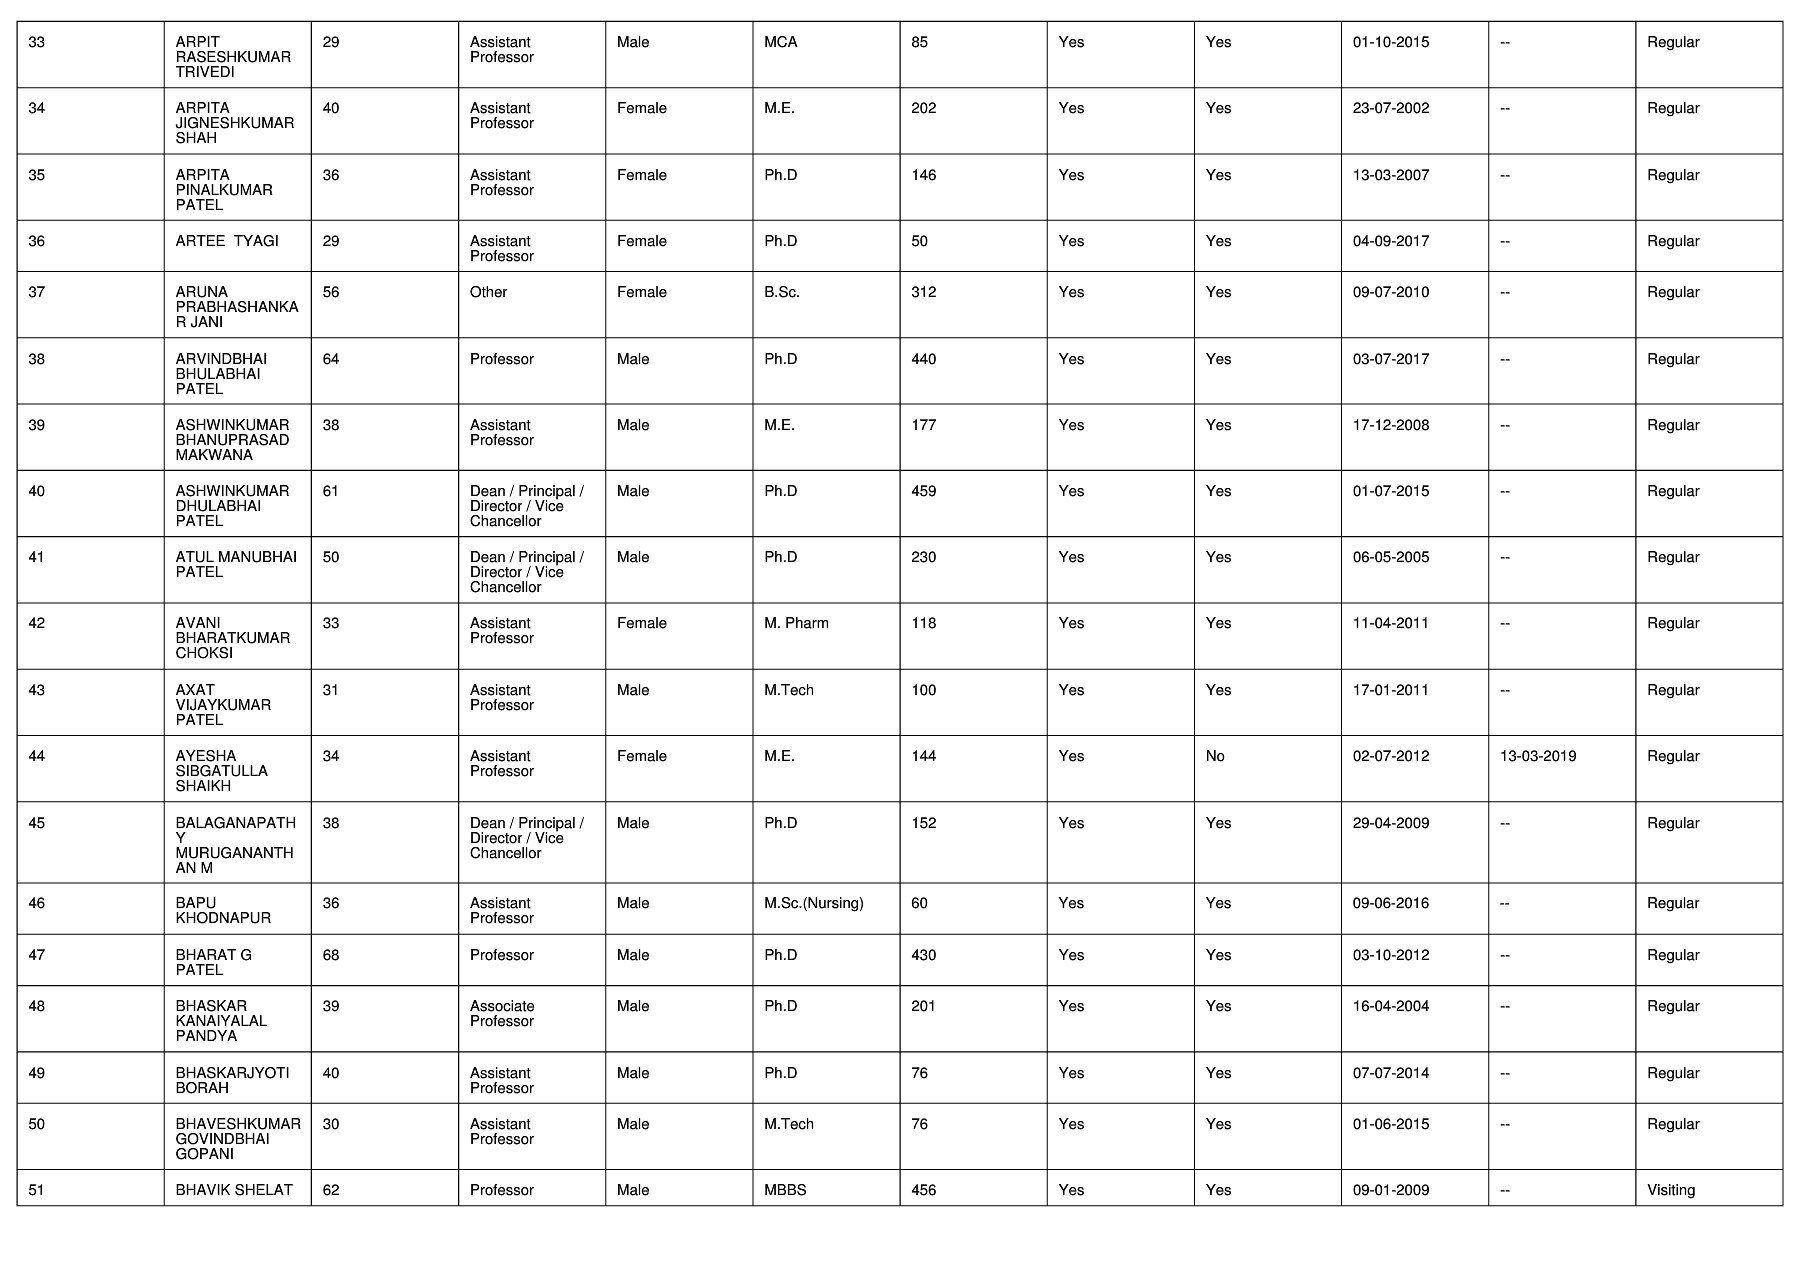 33 ARPIT 29 Assistant Male MCA 85 Yes Yes 01-10-2015 -- Regular
RASESHKUMAR Professor
TRIVEDI
34 ARPITA 40 Assistant Female M.E. 202 Yes Yes 23-07-2002 -- Regular
JIGNESHKUMAR Professor
SHAH
35 ARPITA 36 Assistant Female Ph.D 146 Yes Yes 13-03-2007 -- Regular
PINALKUMAR Professor
PATEL
36 ARTEE TYAGI 29 Assistant Female Ph.D 50 Yes Yes 04-09-2017 -- Regular
Professor
37 ARUNA 56 Other Female B.Sc. 312 Yes Yes 09-07-2010 -- Regular
PRABHASHANKA
R JANI
38 ARVINDBHAI 64 Professor Male Ph.D 440 Yes Yes 03-07-2017 -- Regular
BHULABHAI
PATEL
39 ASHWINKUMAR 38 Assistant Male M.E. 177 Yes Yes 17-12-2008 -- Regular
BHANUPRASAD Professor
MAKWANA
40 ASHWINKUMAR 61 Dean / Principal / Male Ph.D 459 Yes Yes 01-07-2015 -- Regular
DHULABHAI Director / Vice
PATEL Chancellor
41 ATUL MANUBHAI 50 Dean / Principal / Male Ph.D 230 Yes Yes 06-05-2005 -- Regular
PATEL Director / Vice
Chancellor
42 AVANI 33 Assistant Female M. Pharm 118 Yes Yes 11-04-2011 -- Regular
BHARATKUMAR Professor
CHOKSI
43 AXAT 31 Assistant Male M.Tech 100 Yes Yes 17-01-2011 -- Regular
VIJAYKUMAR Professor
PATEL
44 AYESHA 34 Assistant Female M.E. 144 Yes No 02-07-2012 13-03-2019 Regular
SIBGATULLA Professor
SHAIKH
45 BALAGANAPATH 38 Dean / Principal / Male Ph.D 152 Yes Yes 29-04-2009 -- Regular
Y Director / Vice
MURUGANANTH Chancellor
AN M
46 BAPU 36 Assistant Male M.Sc.(Nursing) 60 Yes Yes 09-06-2016 -- Regular
KHODNAPUR Professor
47 BHARAT G 68 Professor Male Ph.D 430 Yes Yes 03-10-2012 -- Regular
PATEL
48 BHASKAR 39 Associate Male Ph.D 201 Yes Yes 16-04-2004 -- Regular
KANAIYALAL Professor
PANDYA
49 BHASKARJYOTI 40 Assistant Male Ph.D 76 Yes Yes 07-07-2014 -- Regular
BORAH Professor
50 BHAVESHKUMAR 30 Assistant Male M.Tech 76 Yes Yes 01-06-2015 -- Regular
GOVINDBHAI Professor
GOPANI
51 BHAVIK SHELAT 62 Professor Male MBBS 456 Yes Yes 09-01-2009 -- Visiting